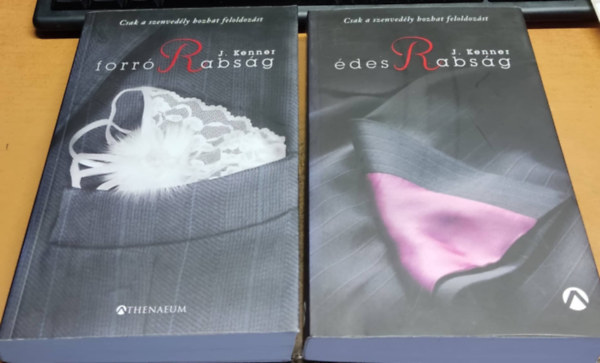 Csak a szenvedély hozhat feloldozást
J. Kenner
forró Rabság
ATHENAEUM
Csak a szenvedély hozhat feloldozást
J. Kenner
édes Rabság